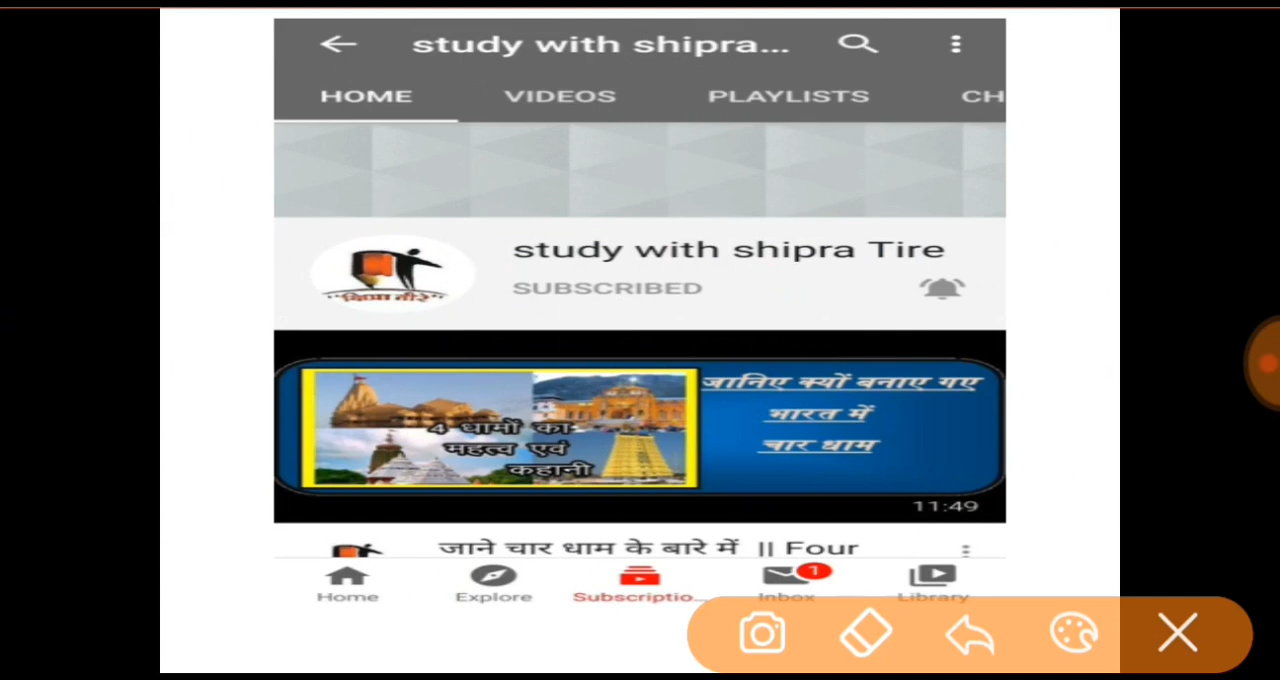 study with shipra...
HOME VIDEOS PLAYLISTS CH
study with shipra Tire
SUBSCRIBED
"शिप्रा तीरे"
4 धामों का
महत्व एवं
कहानी
जानिए क्यों बनाए गए
भारत में
चार धाम
11:49
जाने चार धाम के बारे में || Four
1
Home Explore Subscriptio... Inbox Library